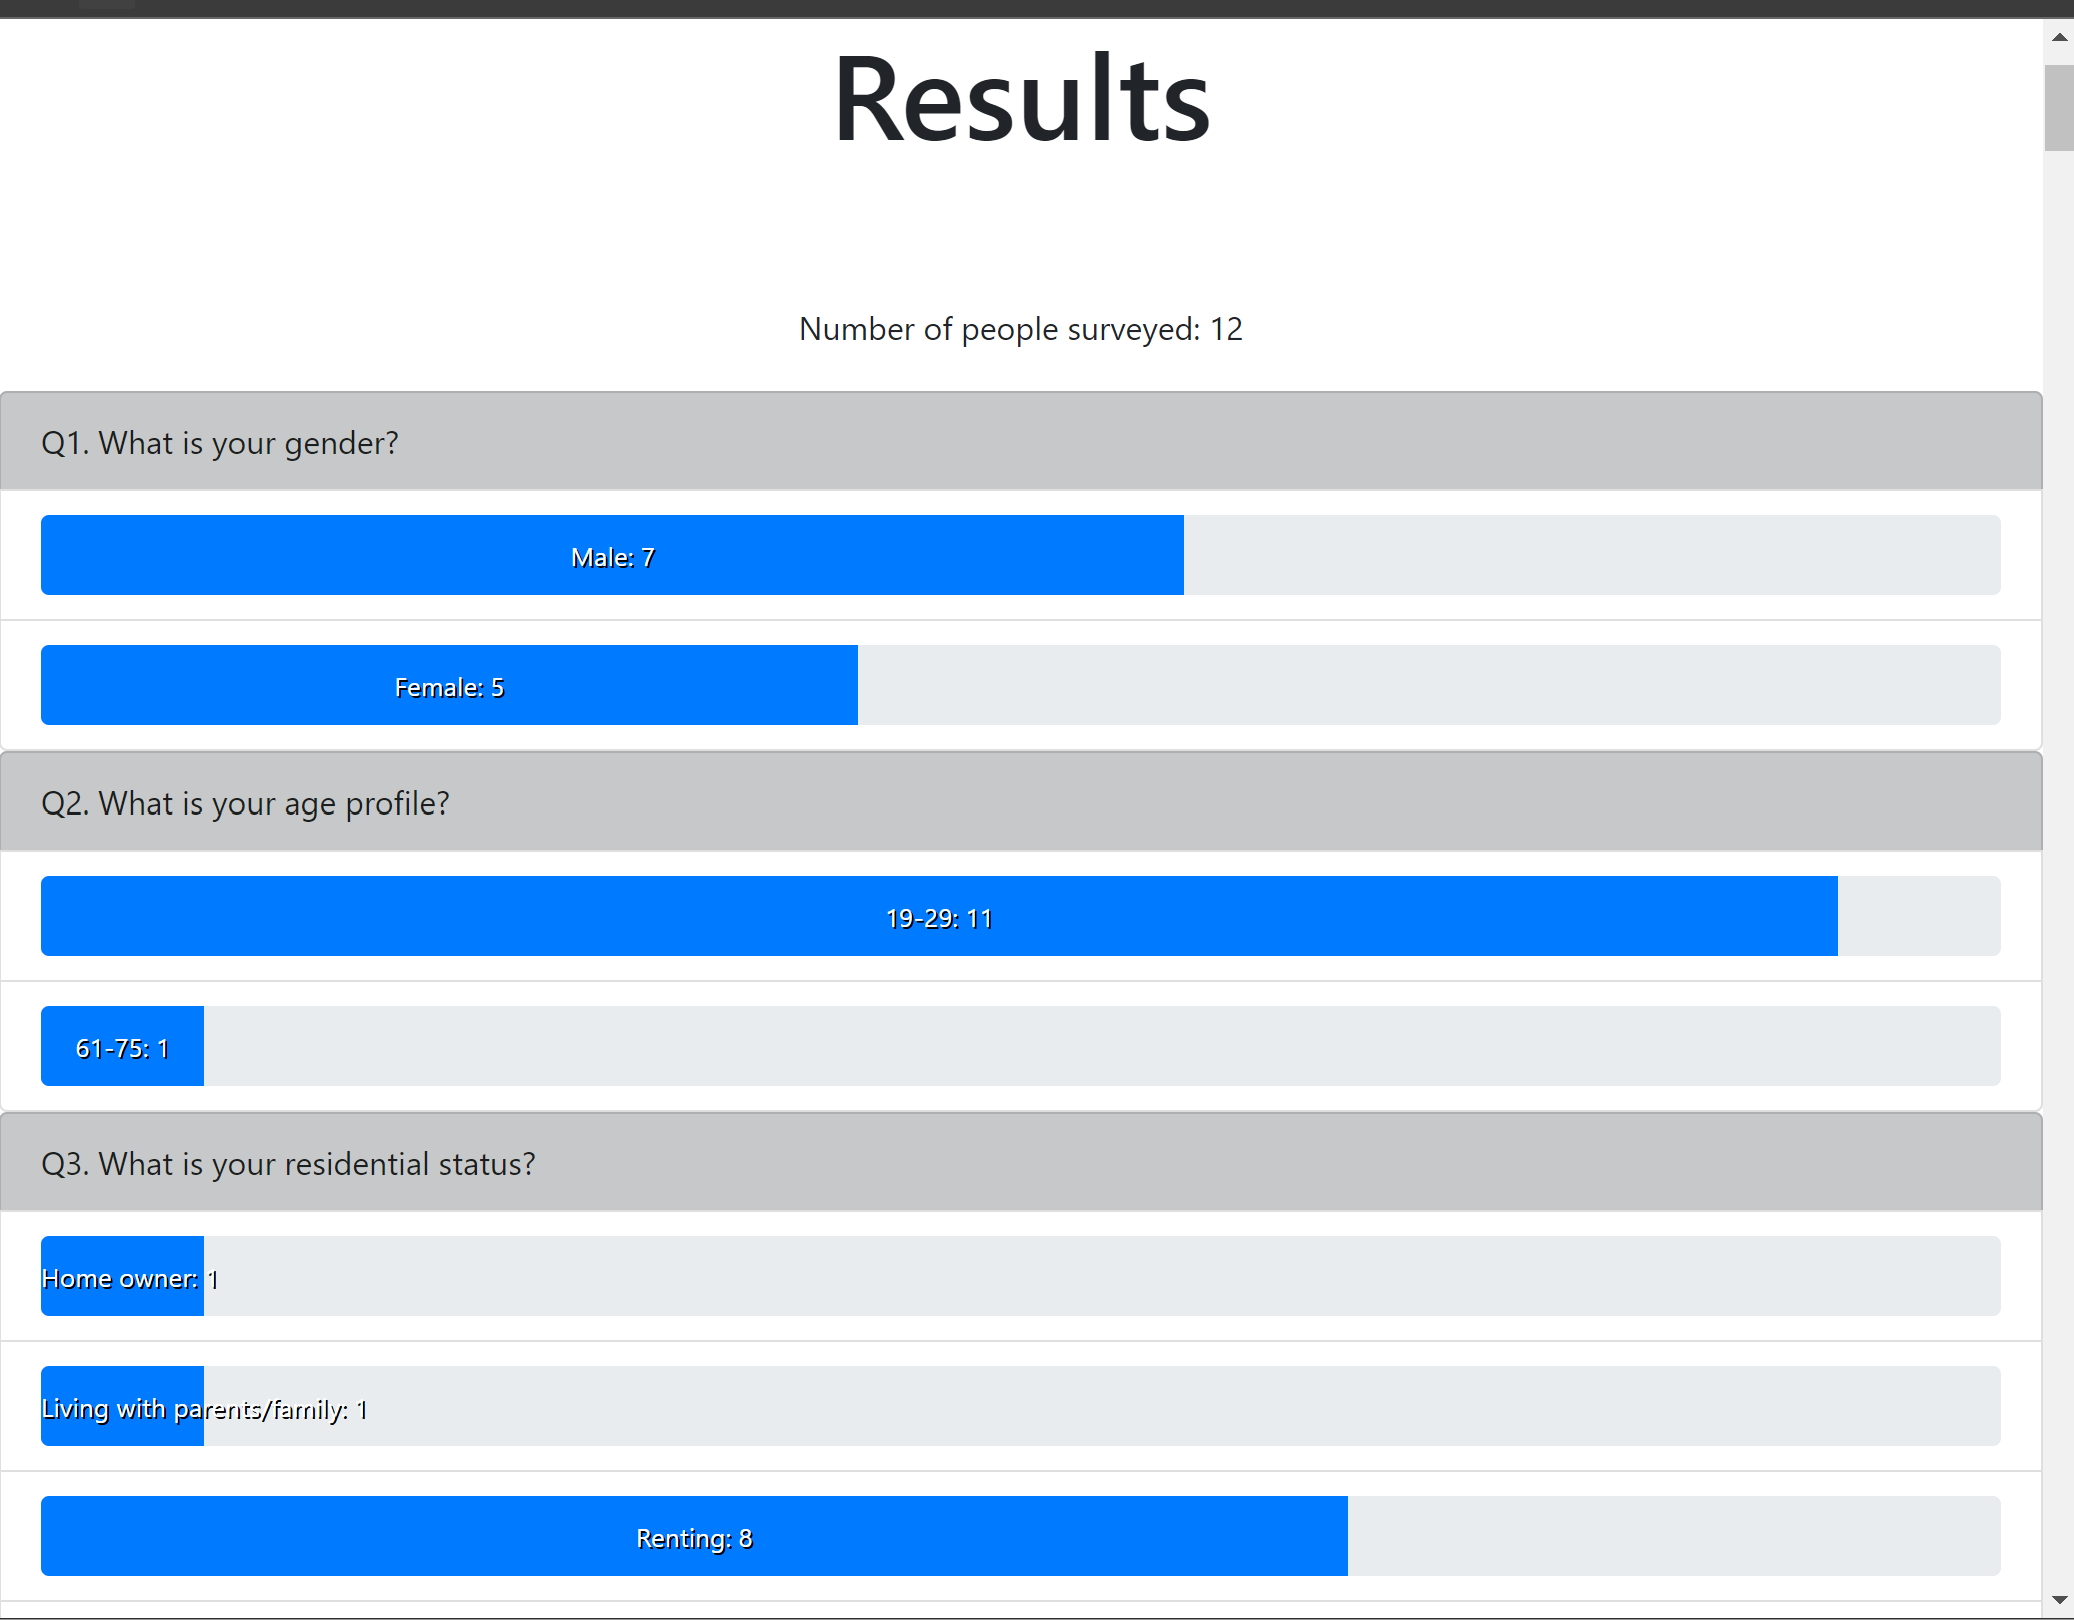 Results
Number of people surveyed: 12
Q1. What is your gender?
Male: 7
Female: 5
Q2. What is your age profile?
19-29: 11
61-75: 1
Q3. What is your residential status?
Home owner: 1
Living with parents/family: 1
Renting: 8